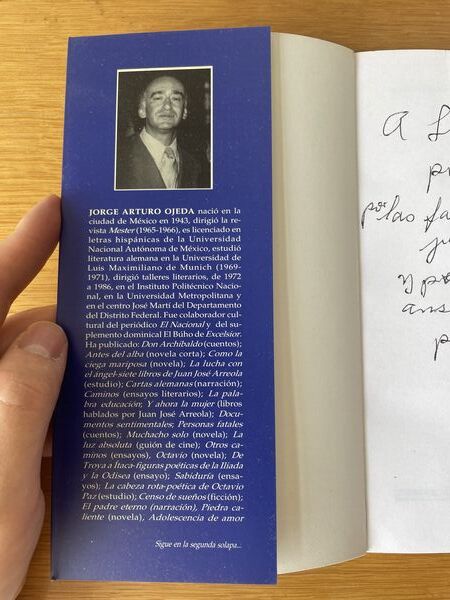 JORGE ARTURO OJEDA nació en la
ciudad de México en 1943, dirigió la re-
vista Mester (1965-1966), es licenciado en
letras hispánicas de la Universidad
Nacional Autónoma de México, estudió
literatura alemana en la Universidad de
Luis Maximiliano de Munich (1969-
1971), dirigió talleres literarios, de 1972
a 1986, en el Instituto Politécnico Nacio-
nal, en la Universidad Metropolitana y
en el centro José Martí del Departamento
del Distrito Federal. Fue colaborador cul-
tural del periódico El Nacional y del su-
plemento dominical El Búho de Excelsior.
Ha publicado: Don Archibaldo (cuentos);
Antes del alba (novela corta); Como la
ciega mariposa (novela); La lucha con
el ángel-siete libros de Juan José Arreola
(estudio); Cartas alemanas (narración);
Caminos (ensayos literarios); La pala-
bra educación; Y ahora la mujer (libros
hablados por Juan José Arreola); Docu-
mentos sentimentales; Personas fatales
(cuentos); Muchacho solo (novela); La
luz absoluta (guión de cine); Otros ca-
minos (ensayos), Octavio (novela); De
Troya a Itaca-figuras poéticas de la Iliada
y la Odisea (ensayo); Sabiduría (ensa-
yos); La cabeza rota-poética de Octavio
Paz (estudio); Censo de sueños (ficción);
El padre eterno (narración), Piedra ca-
liente (novela), Adolescencia de amor
Sigue en la segunda solapa...
A
por las